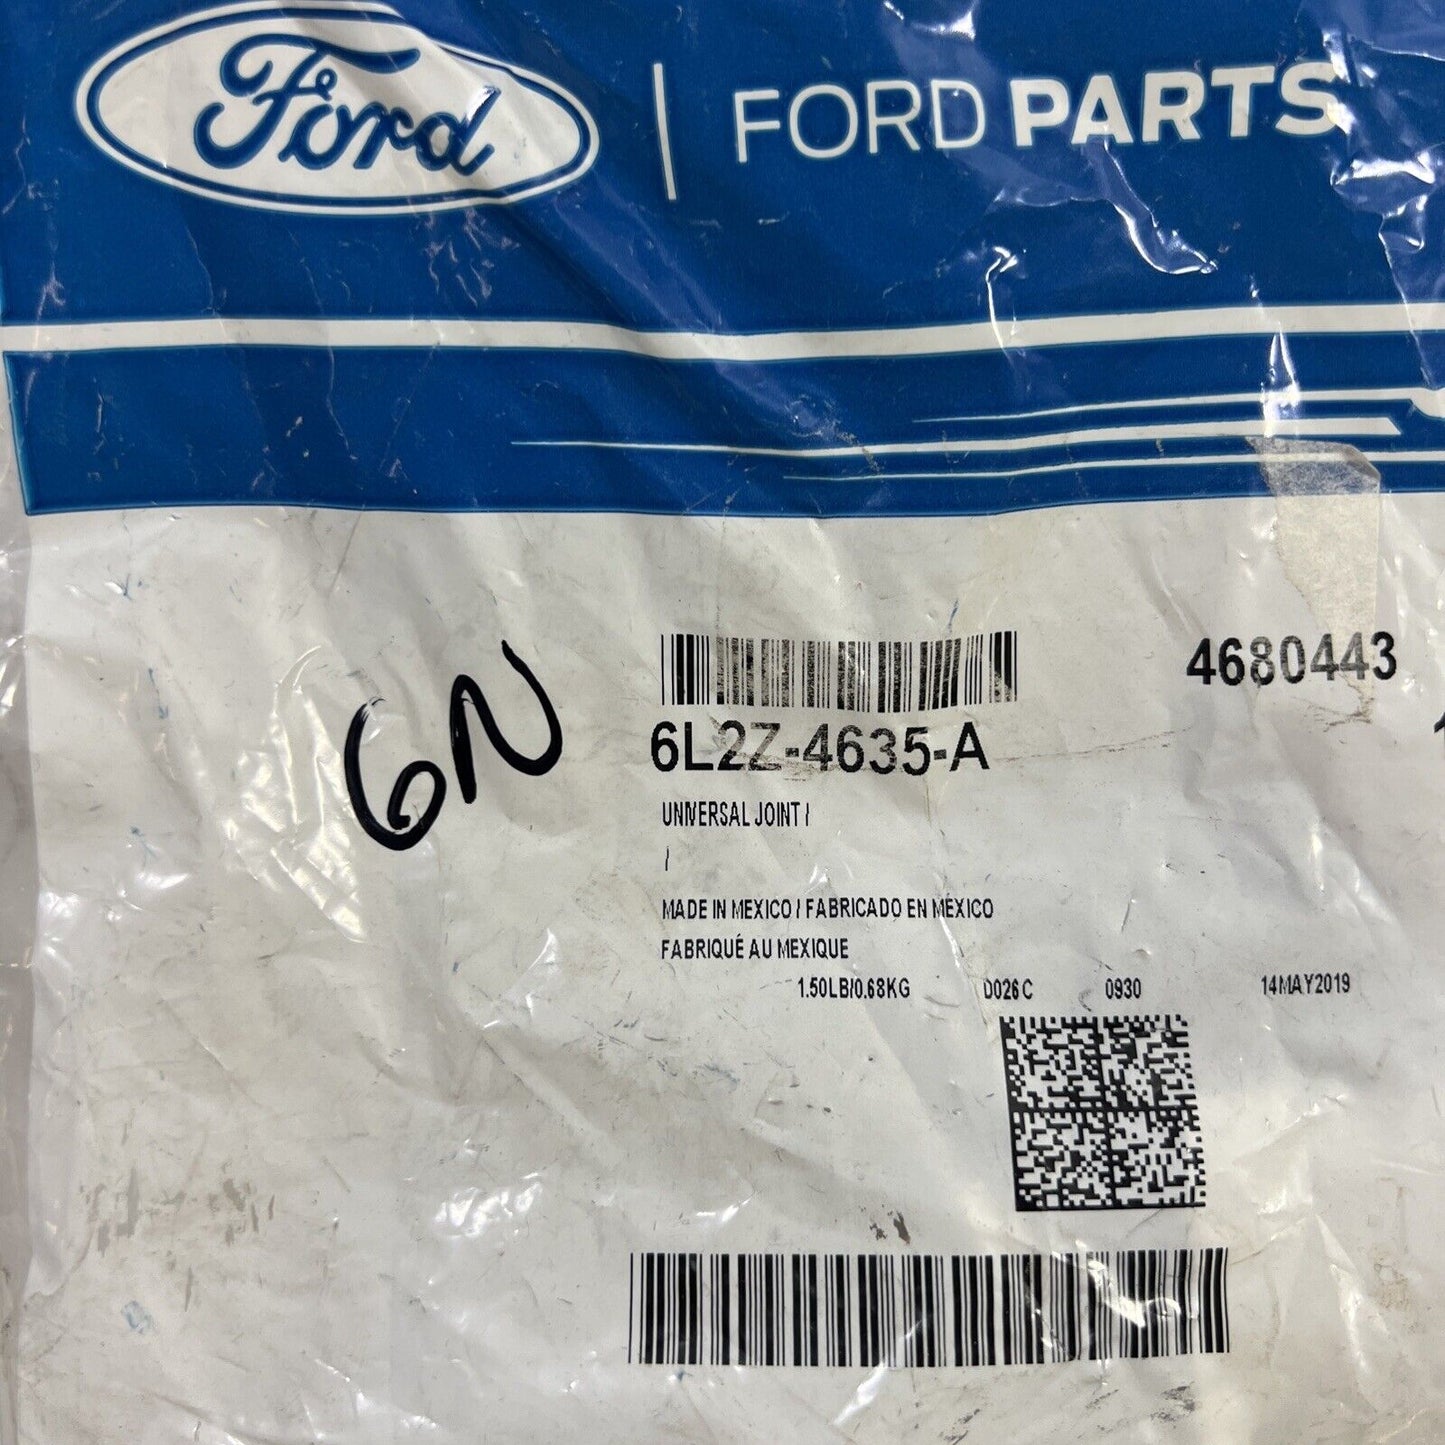 Ford | FORD PARTS
4680443
6N
6L2Z-4635-A
UNIVERSAL JOINT /
/
MADE IN MEXICO / FABRICADO EN MÉXICO
FABRIQUÉ AU MEXIQUE
1.50LB/0.68KG D026C 0930 14MAY2019